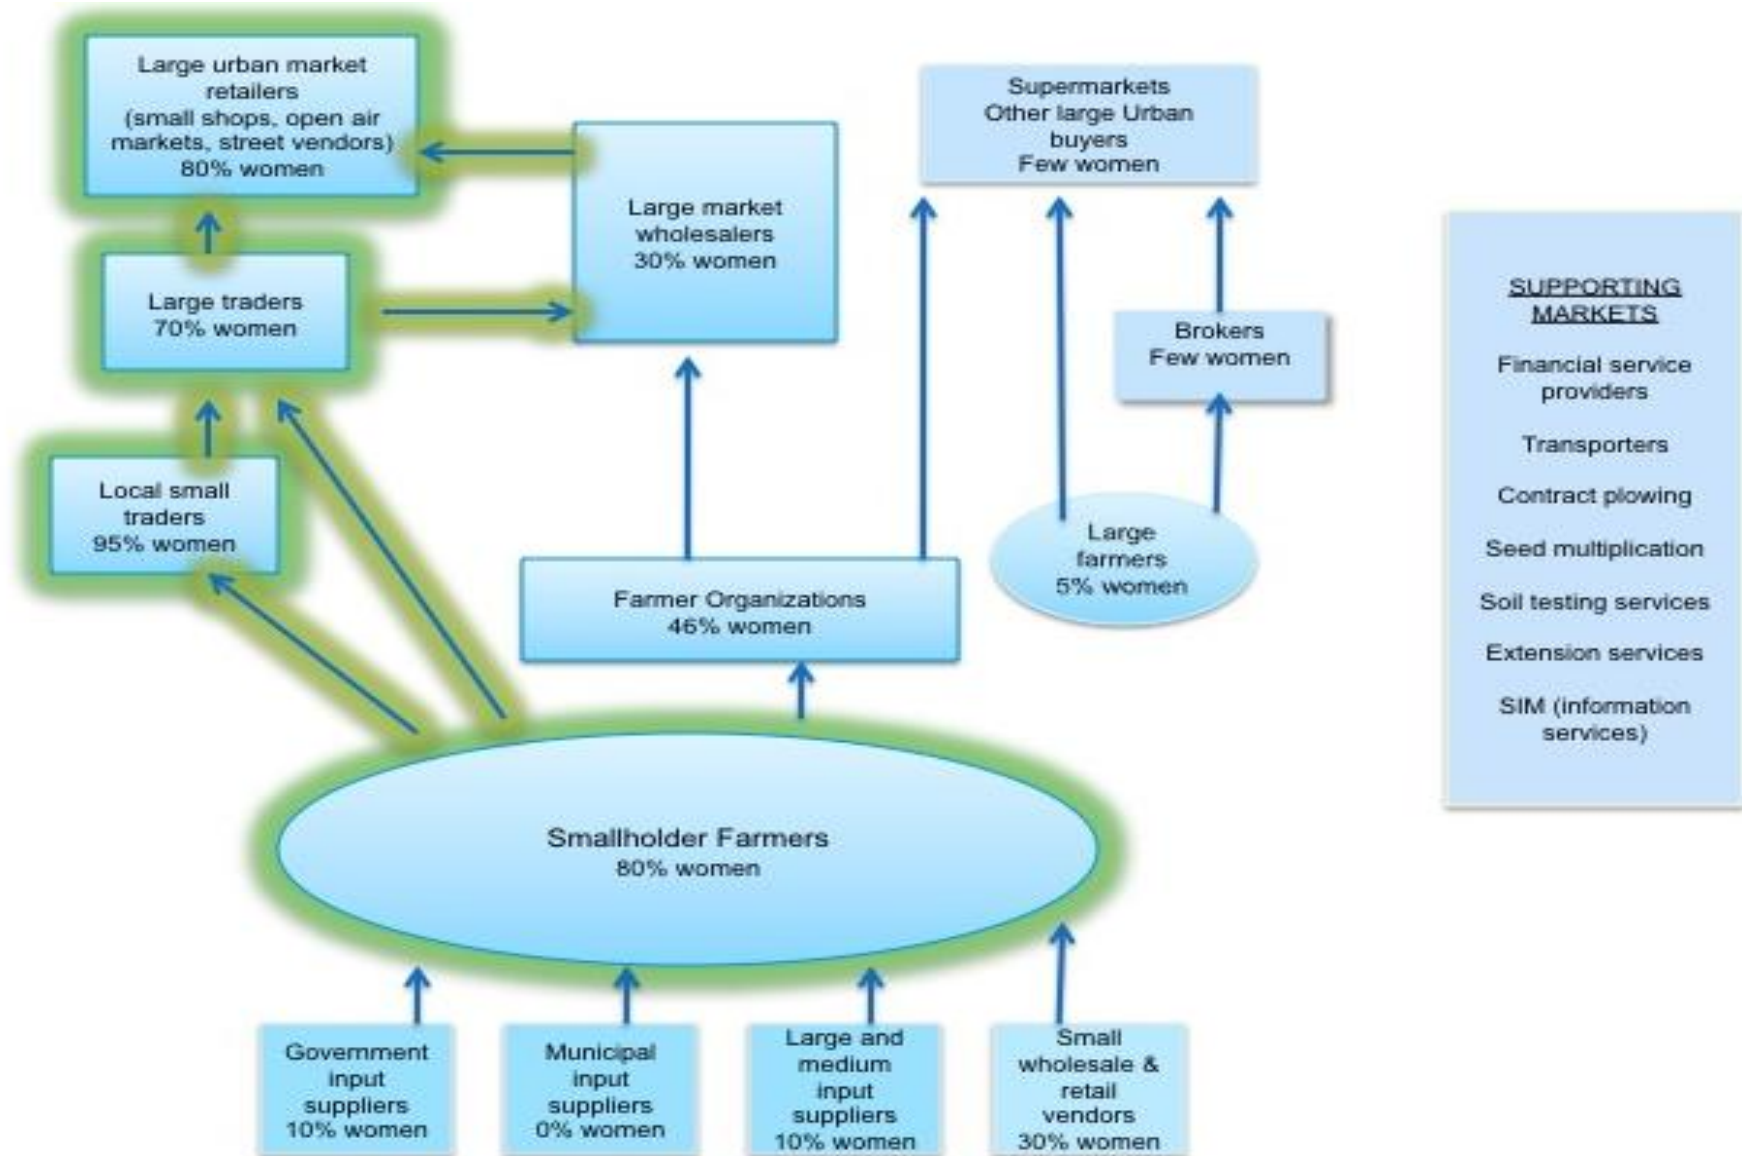 Large urban market
retailers
(small shops, open air
markets, street vendors)
80% women
Large market
wholesalers
30% women
Supermarkets
Other large Urban
buyers
Few women
Large traders
70% women
Brokers
Few women
Local small
traders
95% women
Farmer Organizations
46% women
Large
farmers
5% women
Smallholder Farmers
80% women
Government
input
suppliers
10% women
Municipal
input
suppliers
0% women
Large and
medium
input
suppliers
10% women
Small
wholesale &
retail
vendors
30% women
SUPPORTING
MARKETS
Financial service
providers
Transporters
Contract plowing
Seed multiplication
Soil testing services
Extension services
SIM (information
services)